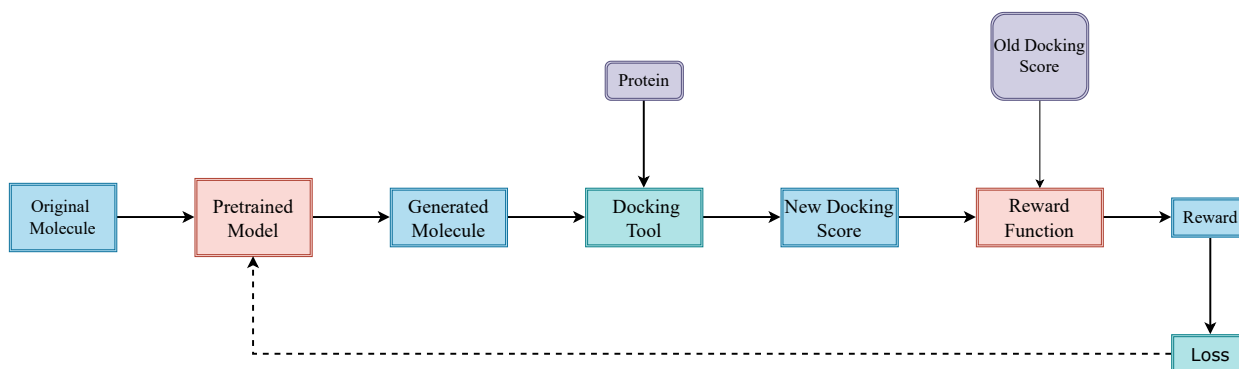 Old Docking
Score
Protein
Original
Molecule
Pretrained
Model
Generated
Molecule
Docking
Tool
New Docking
Score
Reward
Function
Reward
Loss